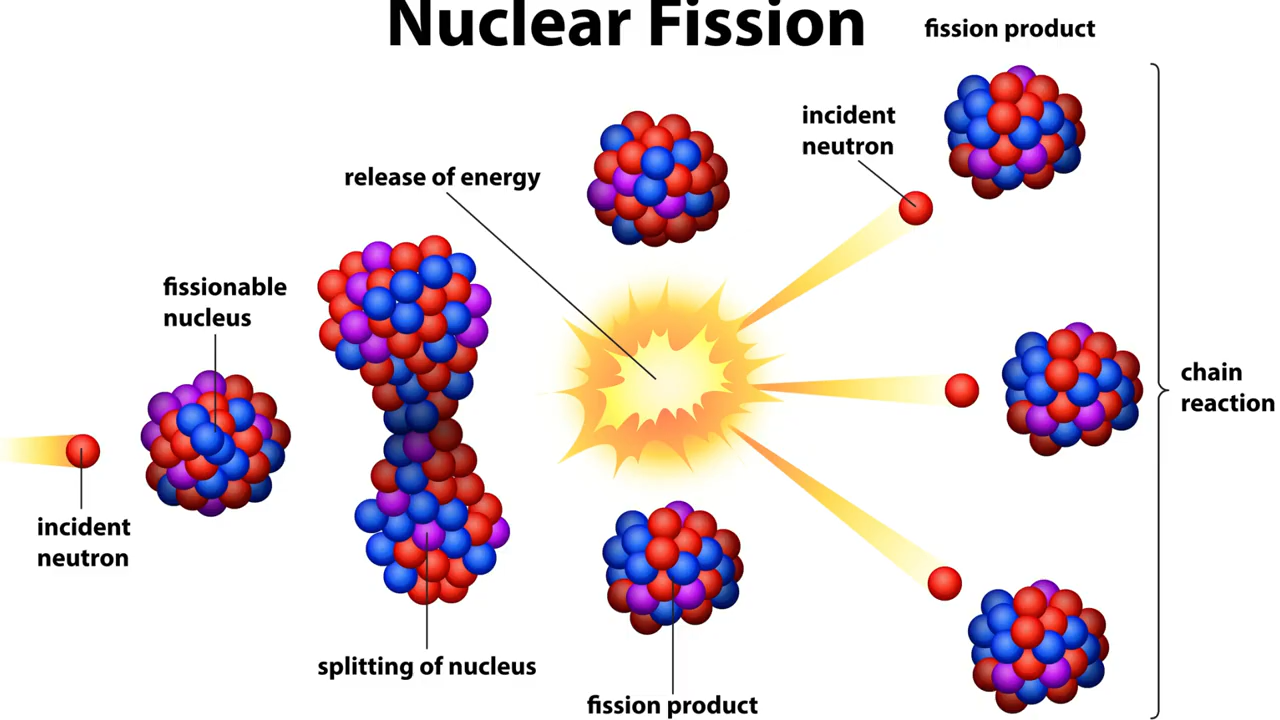 Nuclear Fission
fission product
incident
neutron
release of energy
fissionable
nucleus
chain
reaction
incident
neutron
splitting of nucleus
fission product